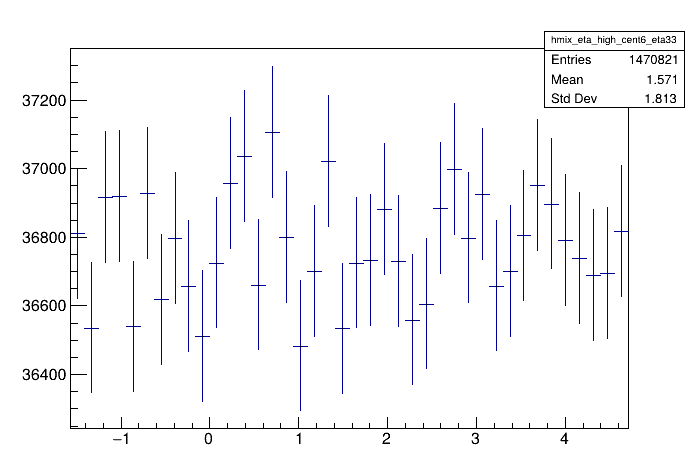 hmix_eta_high_cent6_eta33
Entries 1470821
Mean 1.571
Std Dev 1.813
37200
37000
36800
36600
36400
−1 0 1 2 3 4